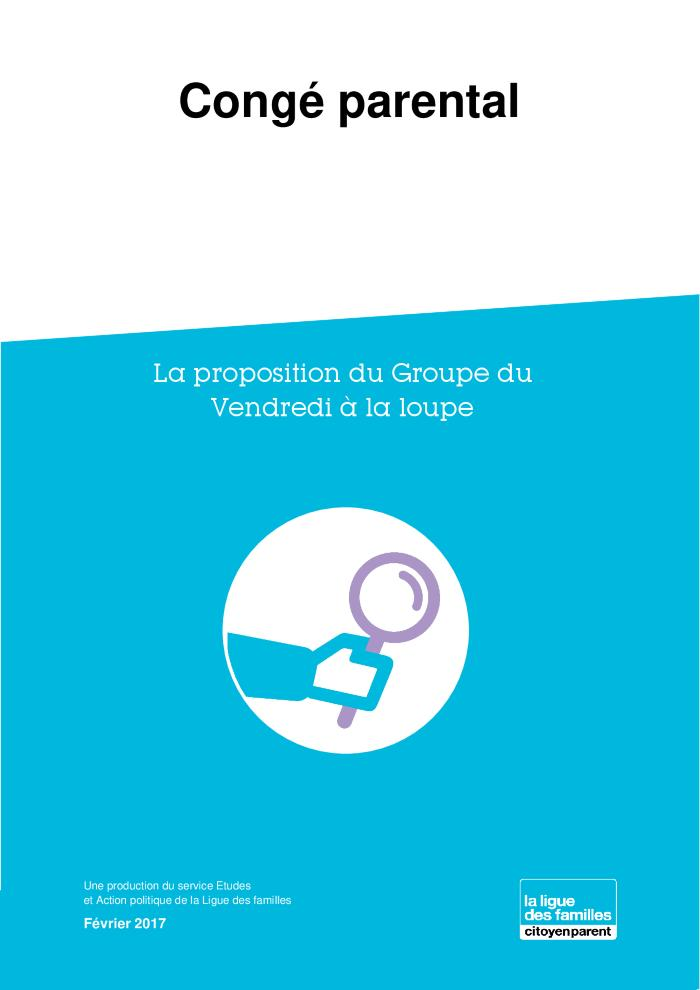 Congé parental
La proposition du Groupe du
Vendredi à la loupe
Une production du service Etudes
et Action politique de la Ligue des familles
Février 2017
la ligue
des familles
citoyenparent